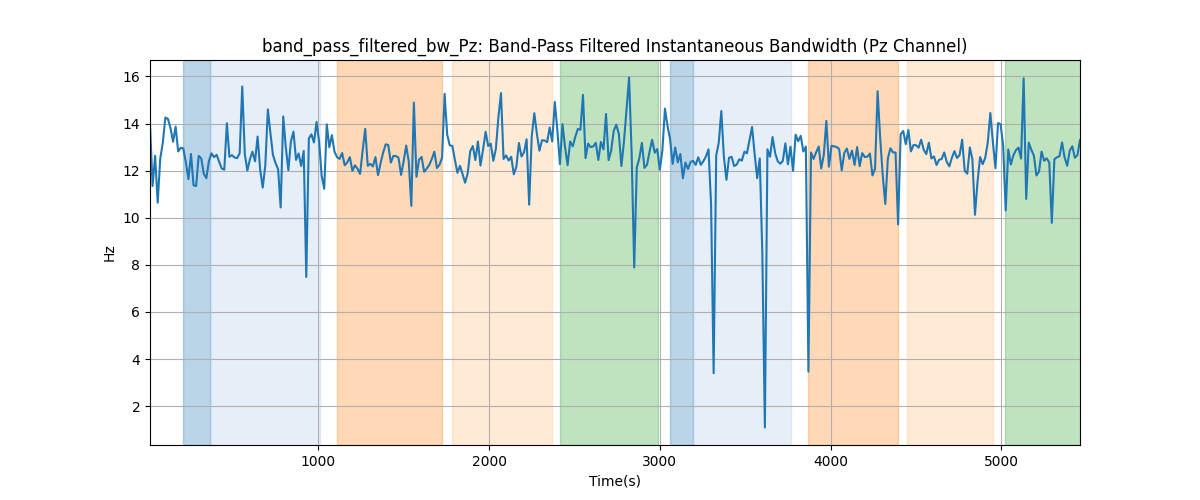 band_pass_filtered_bw_Pz: Band-Pass Filtered Instantaneous Bandwidth (Pz Channel)
16
14
12
10
8
6
4
2
Hz
1000 2000 3000 4000 5000
Time(s)